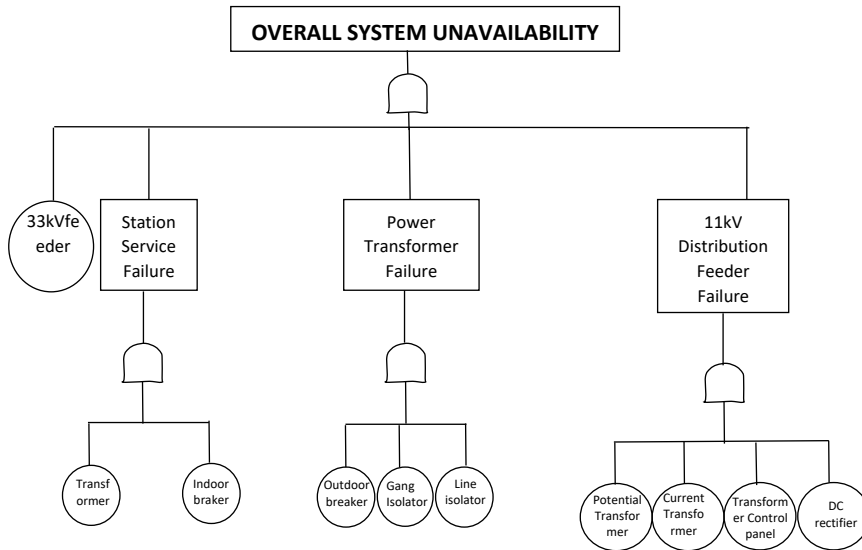 OVERALL SYSTEM UNAVAILABILITY
33kVfe
eder
Station
Service
Failure
Power
Transformer
Failure
11kV
Distribution
Feeder
Failure
Transf
ormer
Indoor
braker
Outdoor
breaker
Gang
Isolator
Line
isolator
Potential
Transfor
mer
Current
Transfo
rmer
Transform
er Control
panel
DC
rectifier